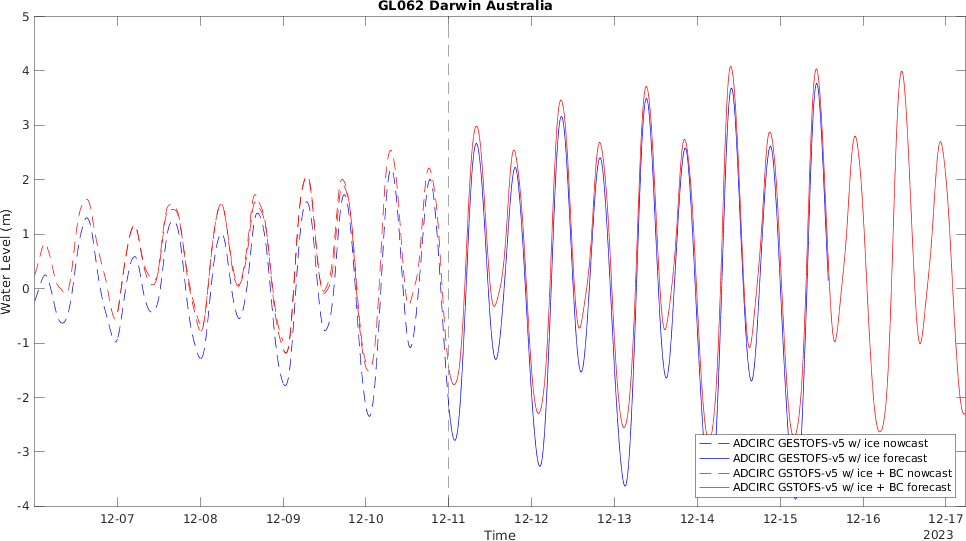 GL062 Darwin Australia
5
4
3
2
1
0
-1
-2
-3
-4
Water Level (m)
ADCIRC GESTOFS-v5 w/ ice nowcast
ADCIRC GESTOFS-v5 w/ ice forecast
ADCIRC GSTOFS-v5 w/ ice + BC nowcast
ADCIRC GSTOFS-v5 w/ ice + BC forecast
12-07 12-08 12-09 12-10 12-11 12-12 12-13 12-14 12-15 12-16 12-17
Time
2023